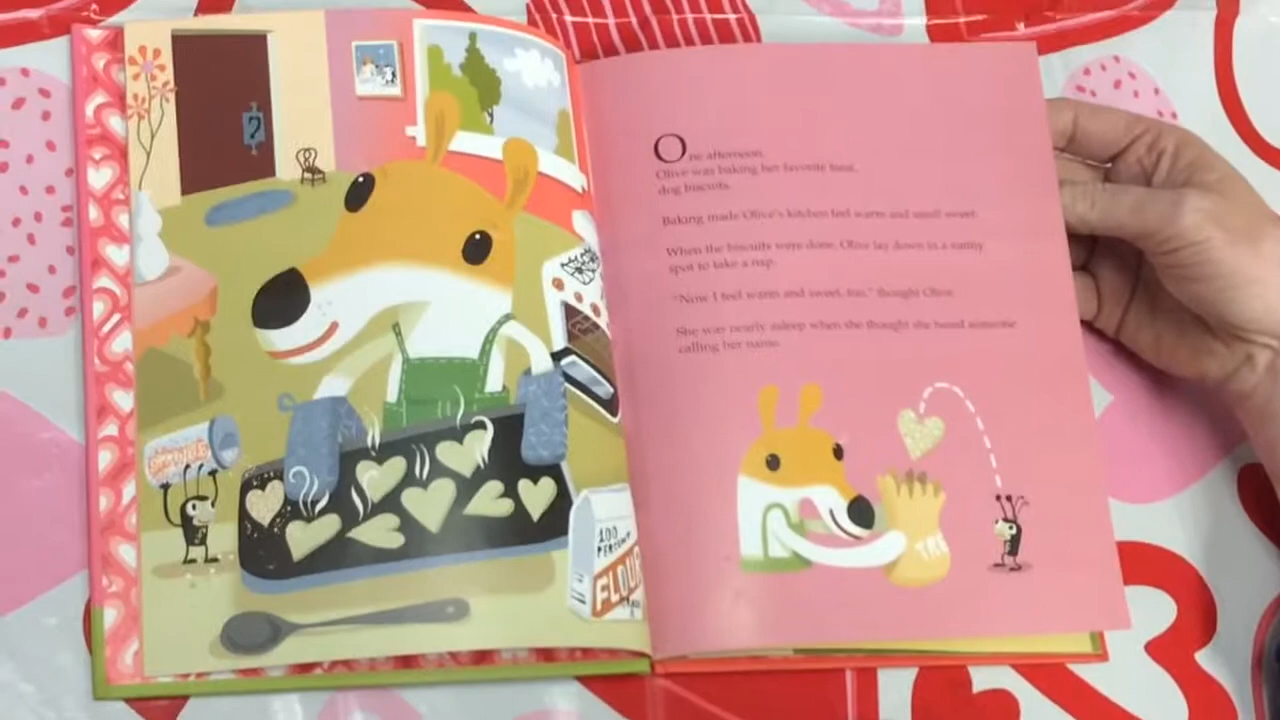 ?
SPRINKLES
100
PERCENT
FLOUR
One afternoon,
Olive was baking her favorite treat,
dog biscuits.
Baking made Olive's kitchen feel warm and smell sweet.
When the biscuits were done, Olive lay down in a sunny
spot to take a nap.
"Now I feel warm and sweet, too," thought Olive.
She was nearly asleep when she thought she heard someone
calling her name.
TRE